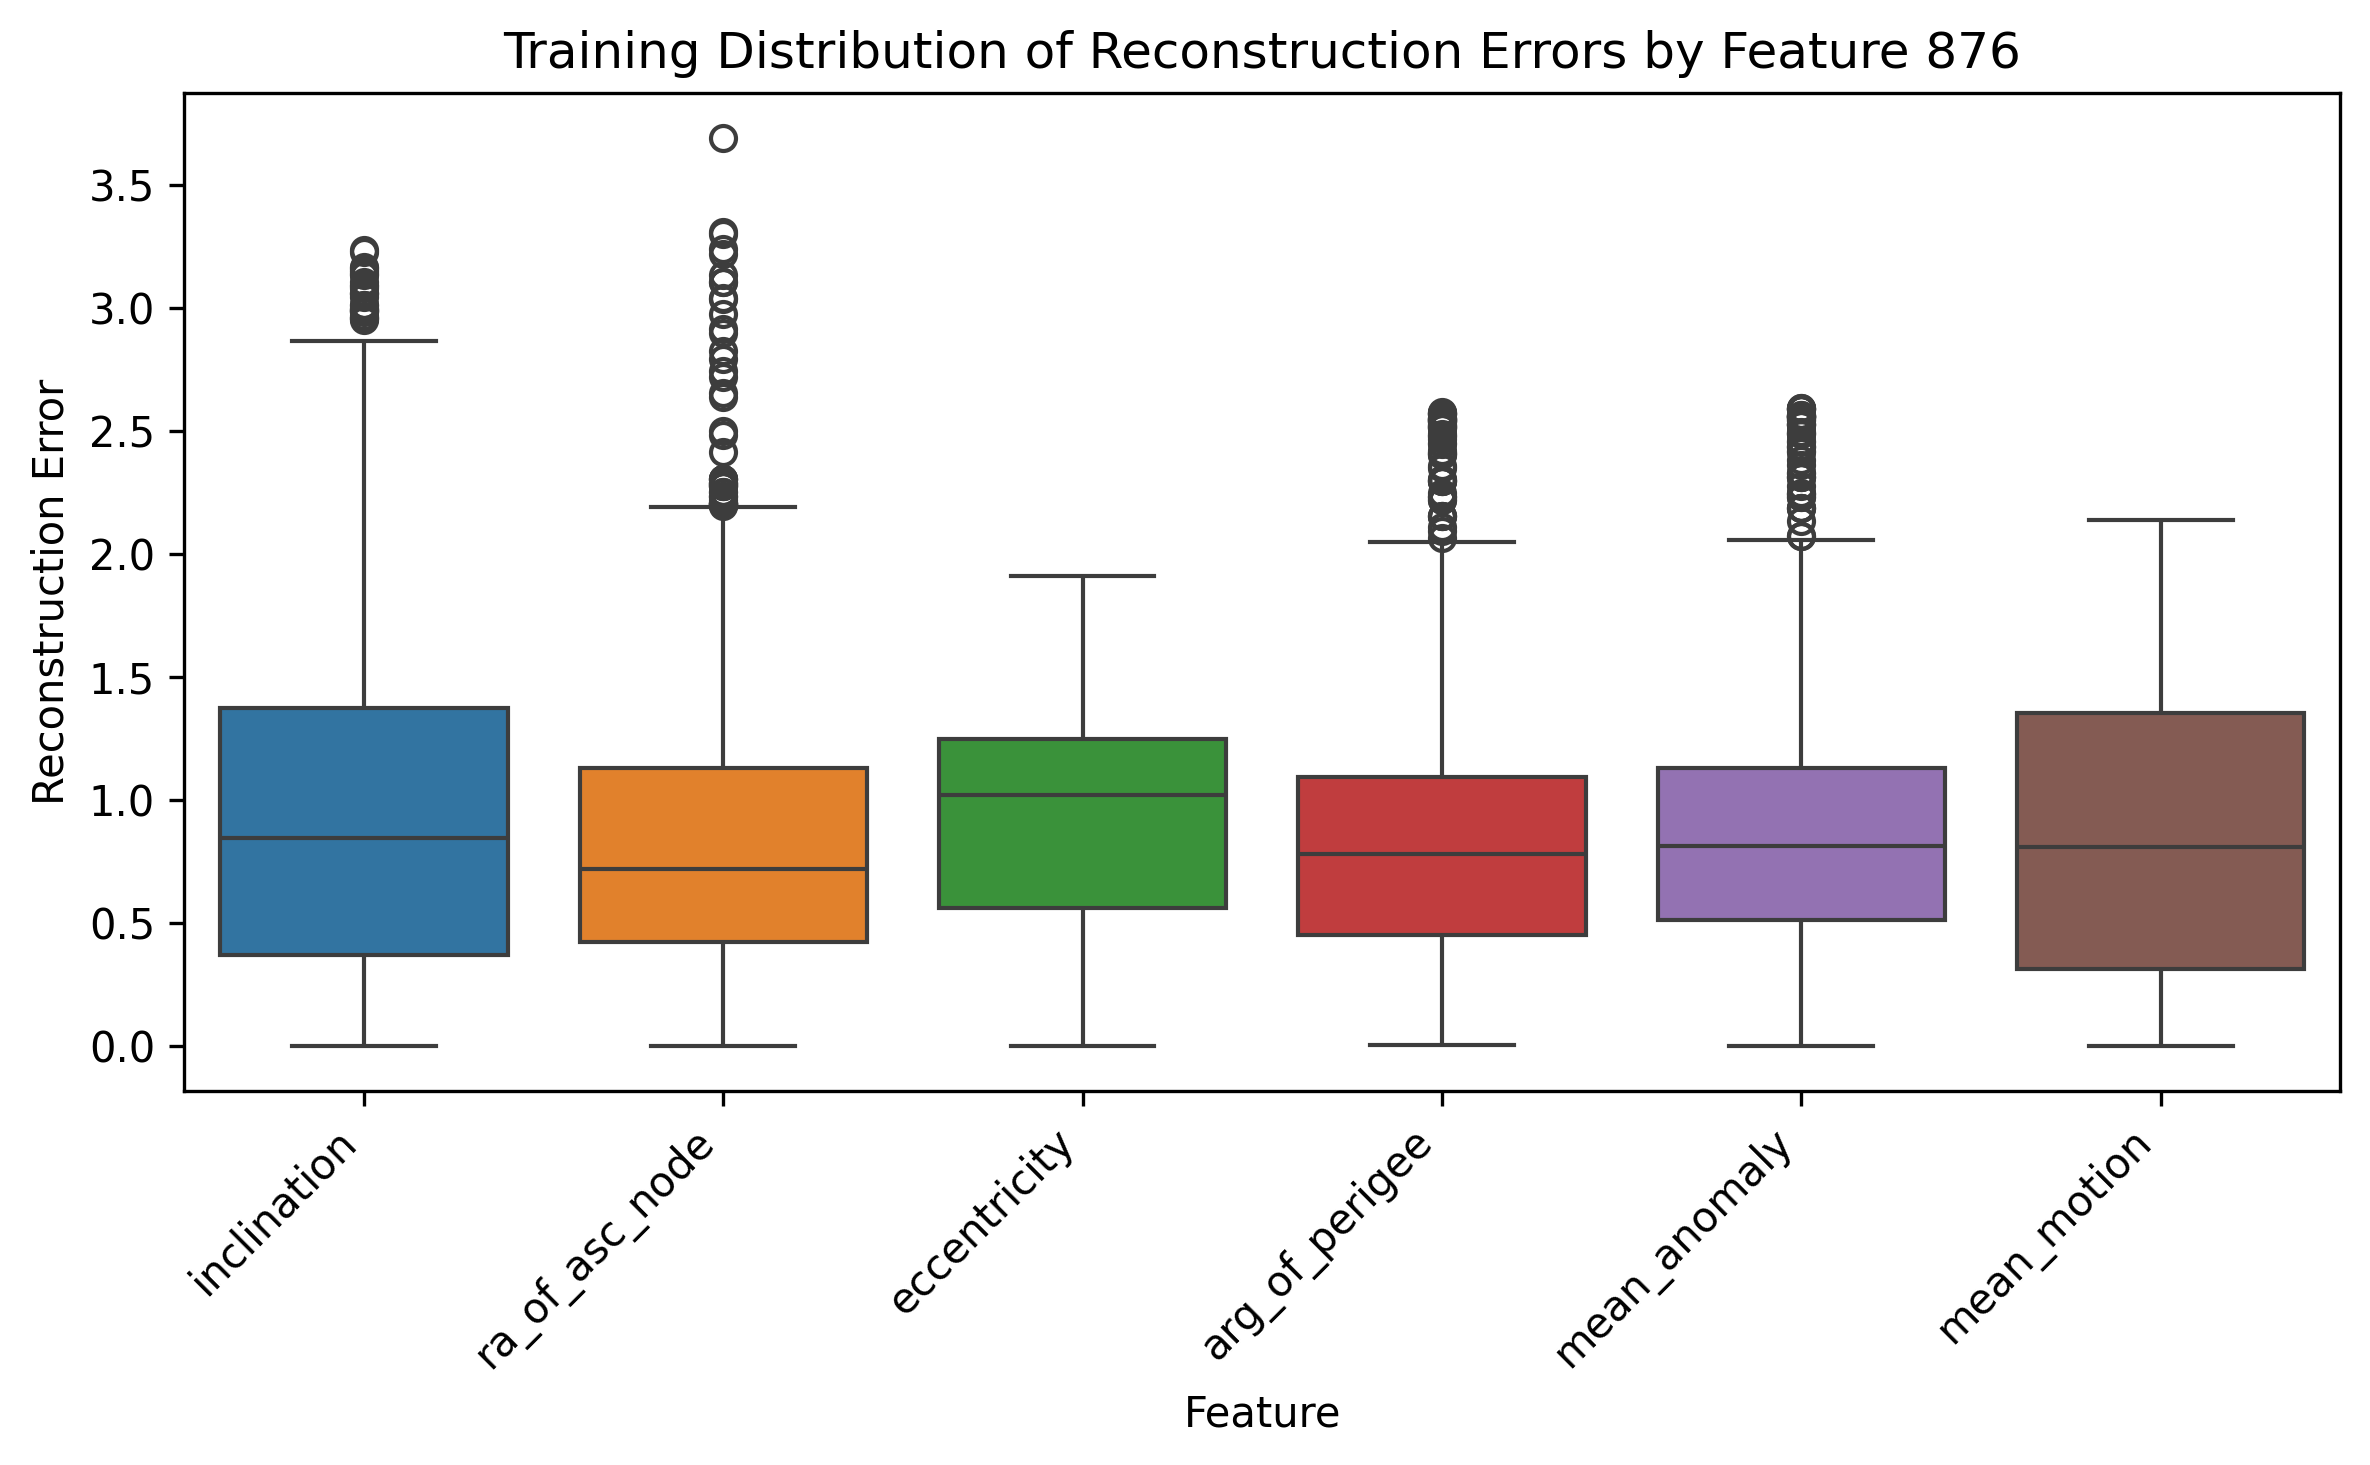 Training Distribution of Reconstruction Errors by Feature 876
Reconstruction Error
3.5
3.0
2.5
2.0
1.5
1.0
0.5
0.0
inclination
ra_of_asc_node
eccentricity
arg_of_perigee
mean_anomaly
mean_motion
Feature